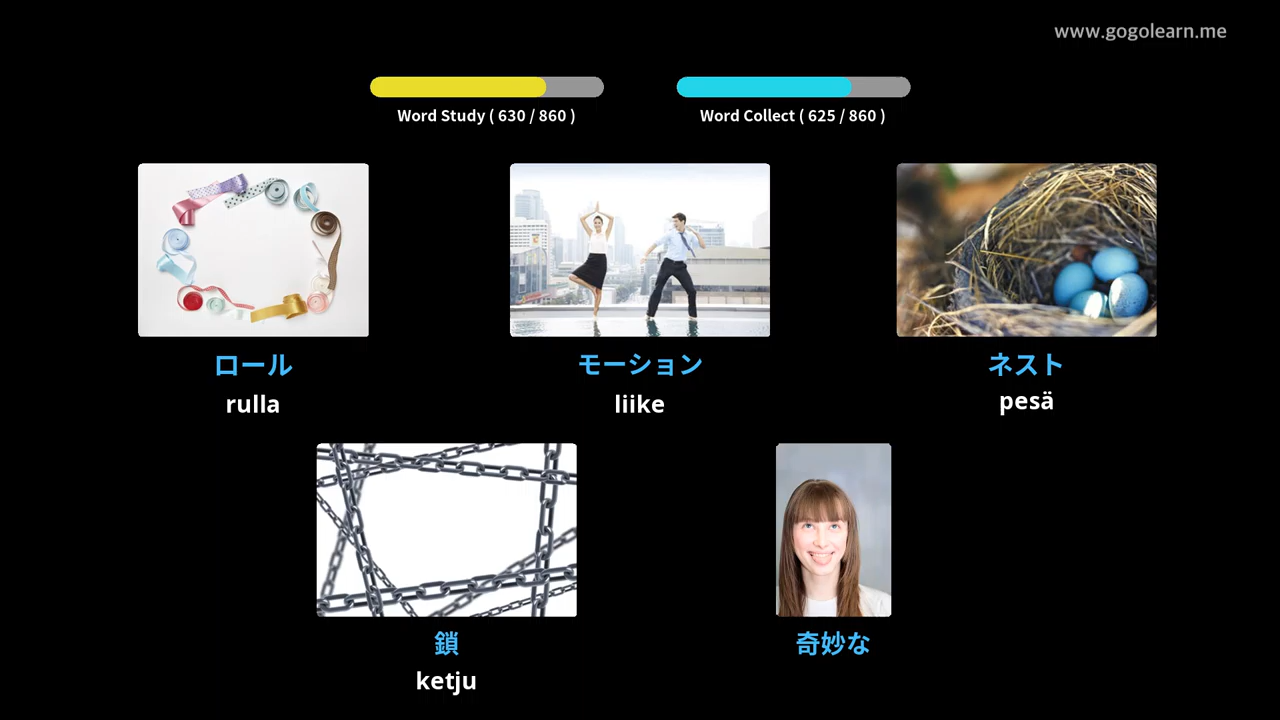 www.gogolearn.me
Word Study ( 630 / 860 )
Word Collect ( 625 / 860 )
ロール
rulla
モーション
liike
ネスト
pesä
鎖
ketju
奇妙な